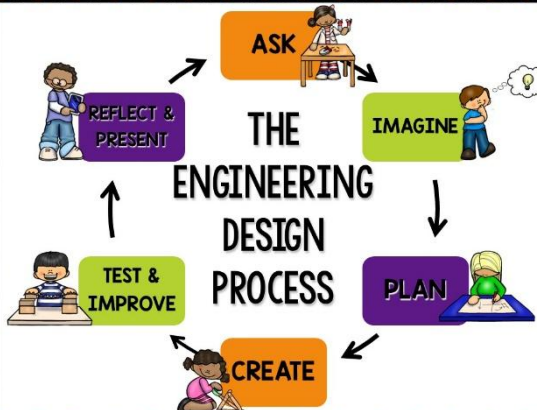 ASK
IMAGINE
PLAN
CREATE
TEST &
IMPROVE
REFLECT &
PRESENT
THE
ENGINEERING
DESIGN
PROCESS